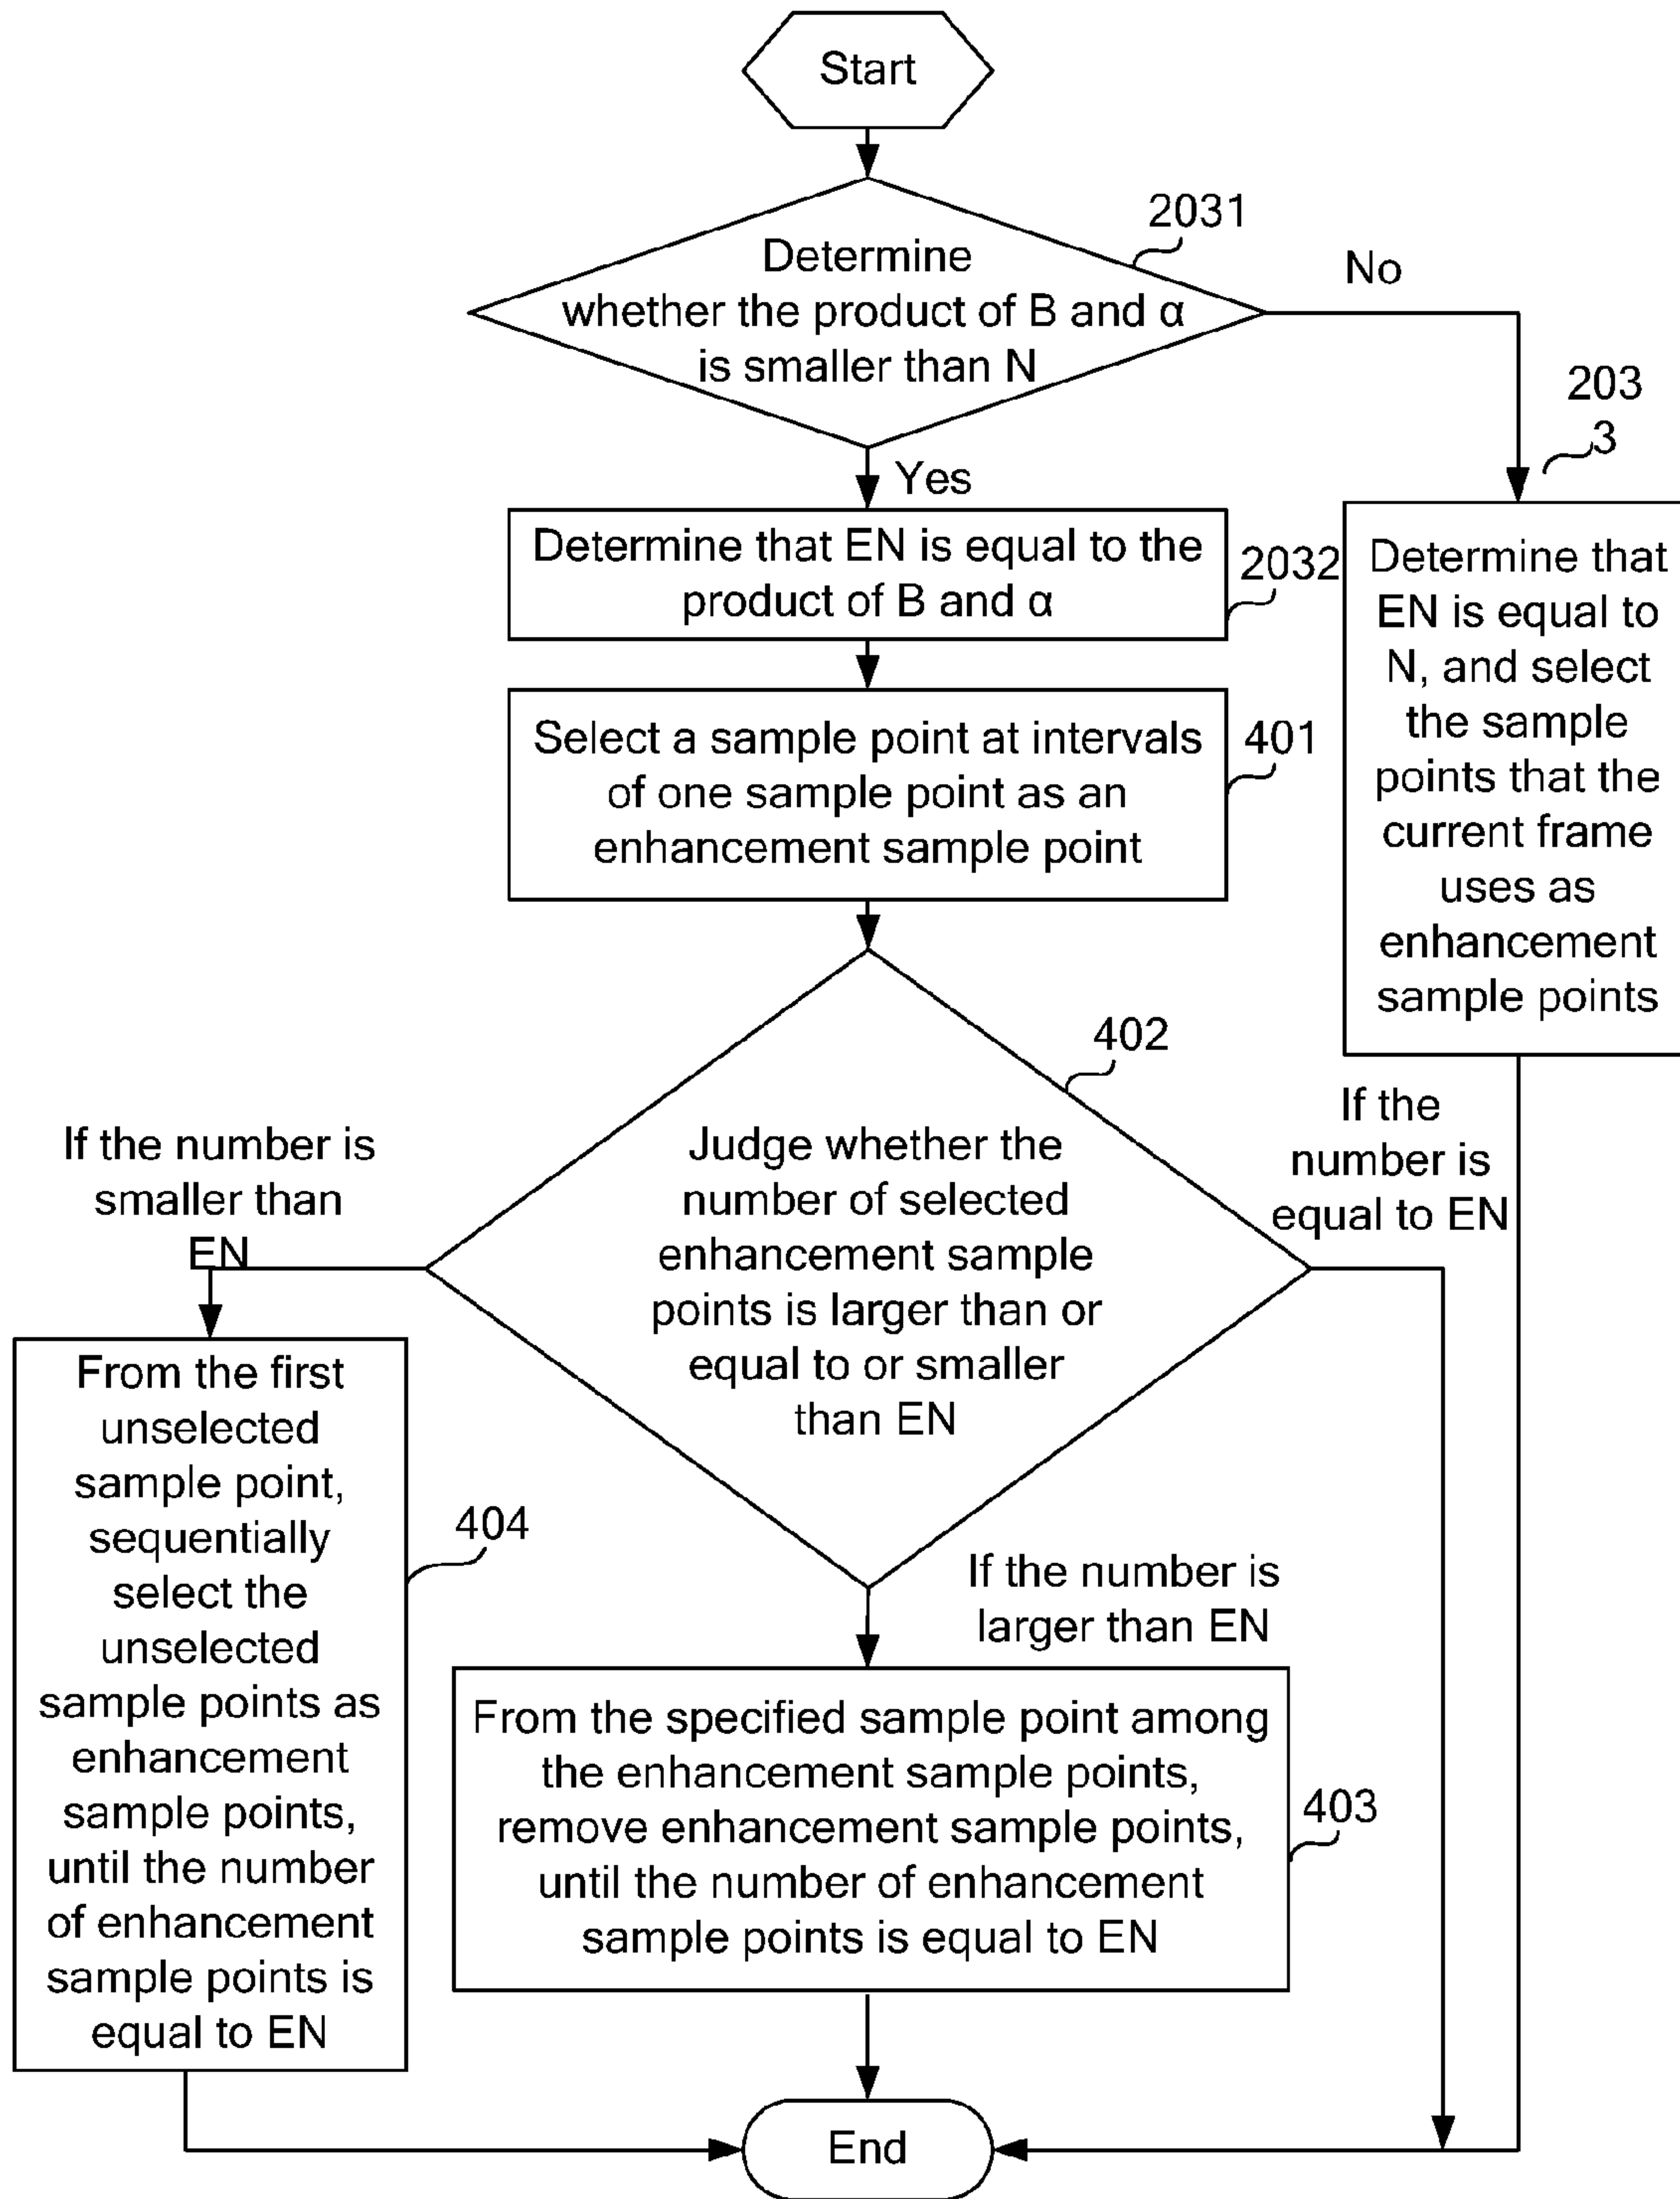 Start
2031
Determine
whether the product of B and α
is smaller than N
No
203
3
Yes
Determine that EN is equal to the
product of B and α
2032
Determine that
EN is equal to
N, and select
the sample
points that the
current frame
uses as
enhancement
sample points
Select a sample point at intervals
of one sample point as an
enhancement sample point
401
402
Judge whether the
number of selected
enhancement sample
points is larger than or
equal to or smaller
than EN
If the number is
smaller than
EN
If the
number is
equal to EN
From the first
unselected
sample point,
sequentially
select the
unselected
sample points as
enhancement
sample points,
until the number
of enhancement
sample points is
equal to EN
404
If the number is
larger than EN
From the specified sample point among
the enhancement sample points,
remove enhancement sample points,
until the number of enhancement
sample points is equal to EN
403
End